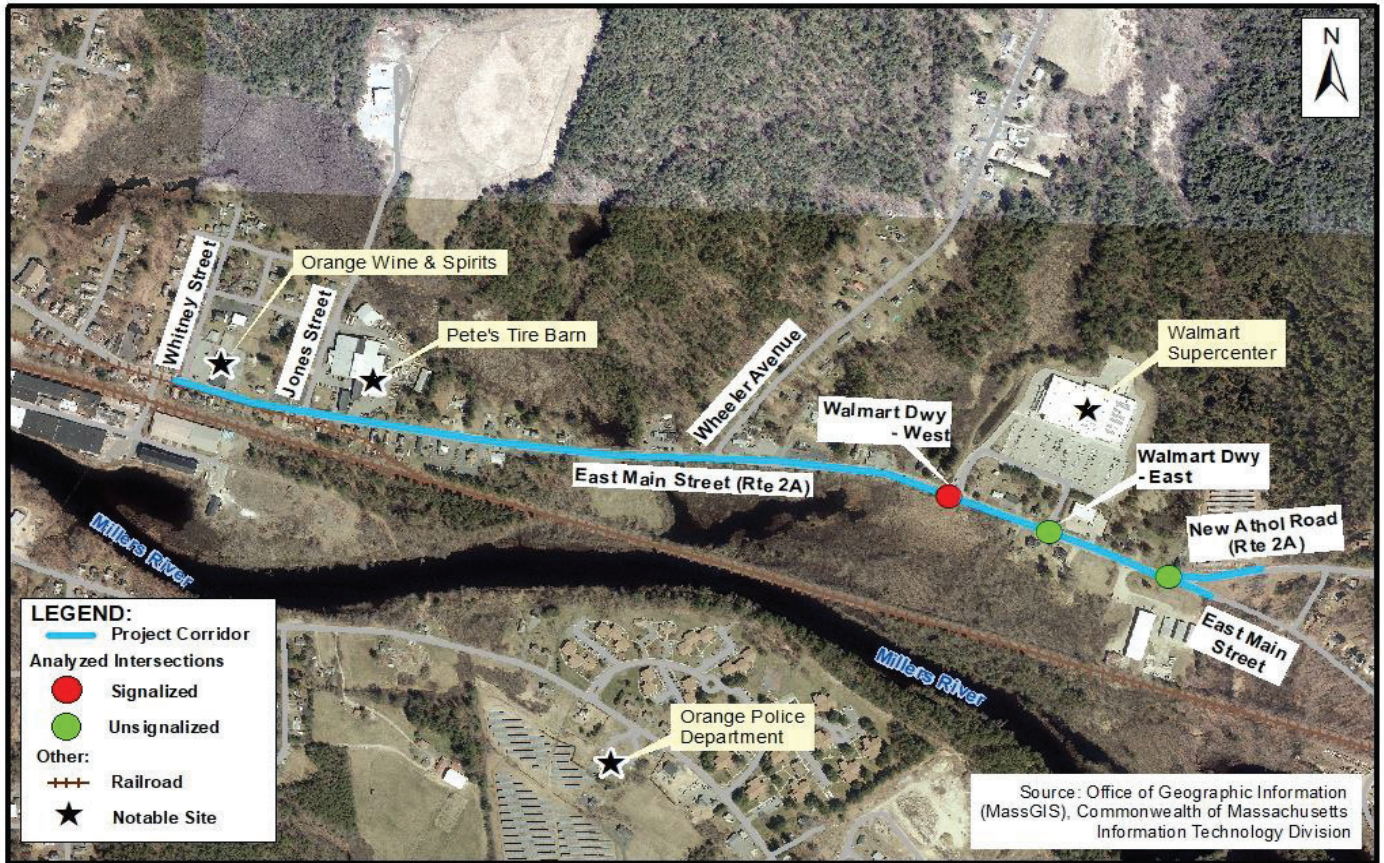 N
Whitney Street
Orange Wine & Spirits
Jones Street
Pete's Tire Barn
Wheeler Avenue
Walmart
Supercenter
Walmart Dwy
- West
Walmart Dwy
- East
East Main Street (Rte 2A)
New Athol Road
(Rte 2A)
East Main
Street
Millers River
Millers River
Orange Police
Department
LEGEND:
Project Corridor
Analyzed Intersections
Signalized
Unsignalized
Other:
Railroad
Notable Site
Source: Office of Geographic Information
(MassGIS), Commonwealth of Massachusetts
Information Technology Division